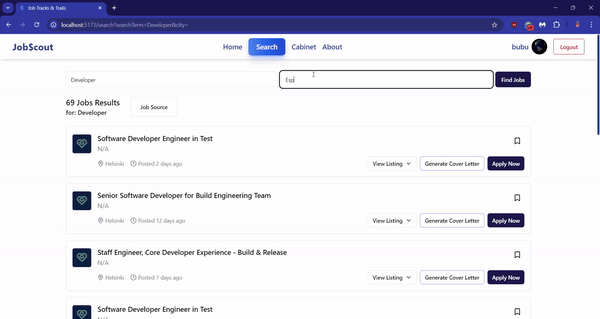 Job Tracks & Traits
localhost:5173/search?searchTerm=Developer&city=
Job$cout
Home Search Cabinet About
bubu
Logout
Developer
Esp
Find Jobs
69 Jobs Results
for: Developer
Job Source
Software Developer Engineer in Test
N/A
Helsinki Posted 2 days ago
View Listing Generate Cover Letter Apply Now
Senior Software Developer for Build Engineering Team
N/A
Helsinki Posted 12 days ago
View Listing Generate Cover Letter Apply Now
Staff Engineer, Core Developer Experience - Build & Release
N/A
Helsinki Posted 7 days ago
View Listing Generate Cover Letter Apply Now
Software Developer Engineer in Test
N/A